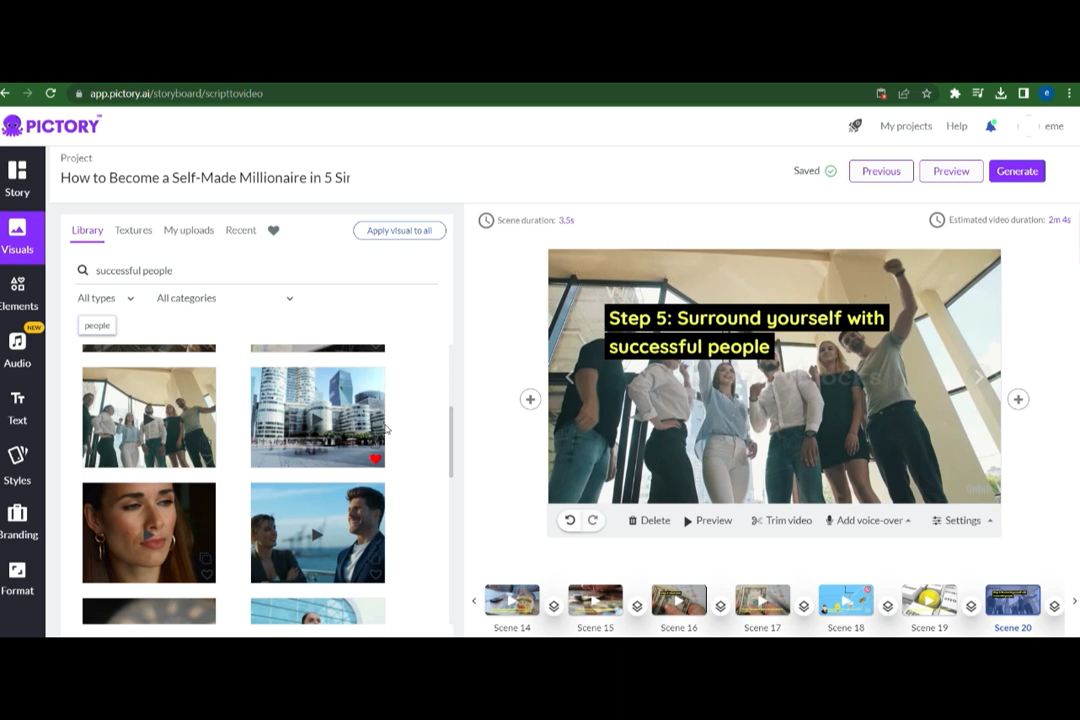 app.pictory.ai/storyboard/scripttovideo
e
PICTORY
My projects
Help
eme
Project
How to Become a Self-Made Millionaire in 5 Sir
Saved
Previous
Preview
Generate
Story
Visuals
Elements
NEW
Audio
Text
Styles
Branding
Format
Library
Textures
My uploads
Recent
Apply visual to all
successful people
All types
All categories
people
Scene duration: 3.5s
Estimated video duration: 2m 4s
Step 5: Surround yourself with
successful people
Delete
Preview
Trim video
Add voice-over
Settings
Scene 14
Scene 15
Scene 16
Scene 17
Scene 18
Scene 19
Scene 20